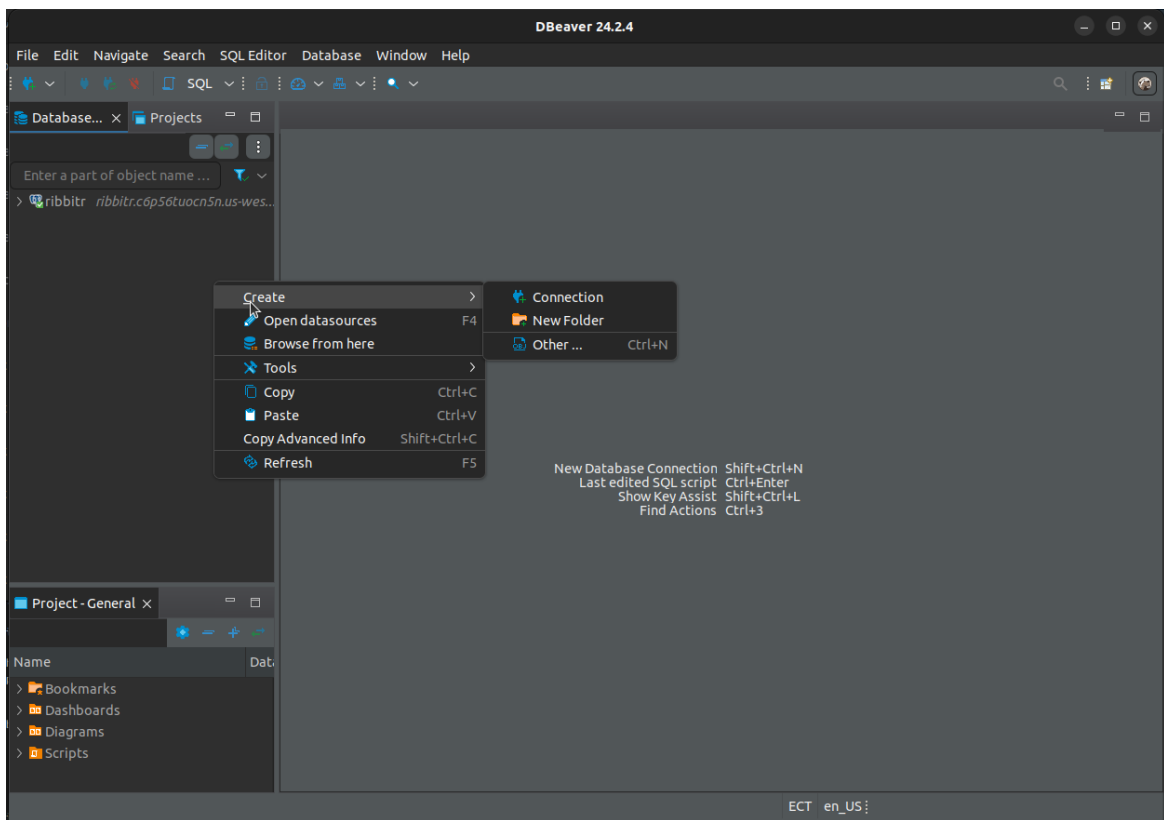 DBeaver 24.2.4
File Edit Navigate Search SQL Editor Database Window Help
SQL
Database... Projects
Enter a part of object name ...
ribbitr ribbitr.c6p56tuocn5n.us-wes...
Create
Open datasources F4
Browse from here
Tools
Copy Ctrl+C
Paste Ctrl+V
Copy Advanced Info Shift+Ctrl+C
Refresh F5
Connection
New Folder
Other ... Ctrl+N
New Database Connection Shift+Ctrl+N
Last edited SQL script Ctrl+Enter
Show Key Assist Shift+Ctrl+L
Find Actions Ctrl+3
Project - General
Name Data
Bookmarks
Dashboards
Diagrams
Scripts
ECT en_US